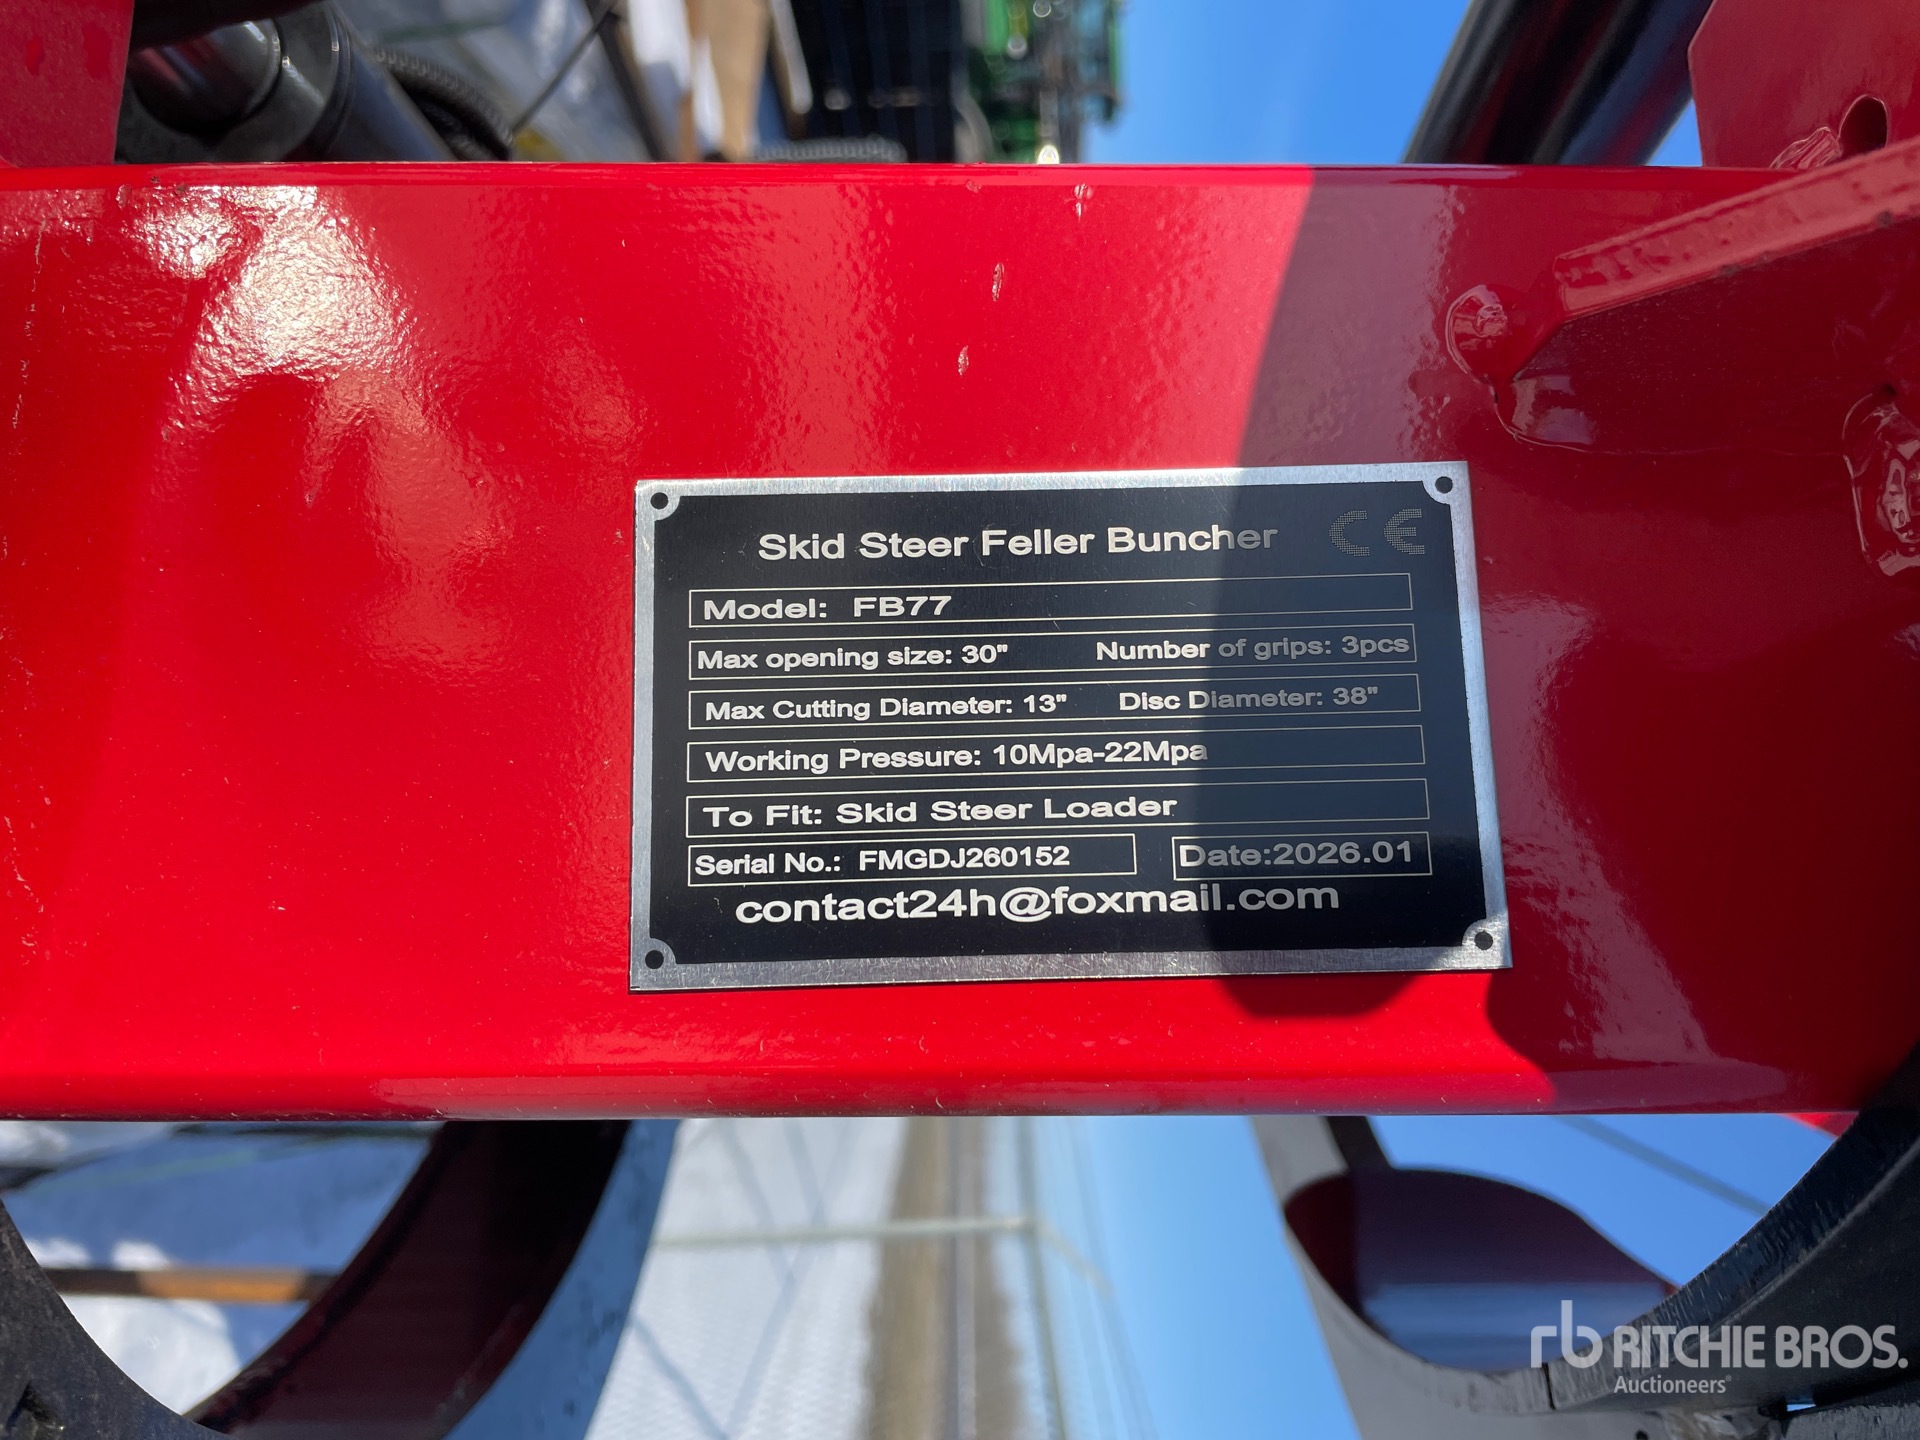 Skid Steer Feller Buncher CE
Model: FB77
Max opening size: 30" Number of grips: 3pcs
Max Cutting Diameter: 13" Disc Diameter: 38"
Working Pressure: 10Mpa-22Mpa
To Fit: Skid Steer Loader
Serial No.: FMGDJ260152 Date:2026.01
contact24h@foxmail.com
rb RITCHIE BROS.
Auctioneers